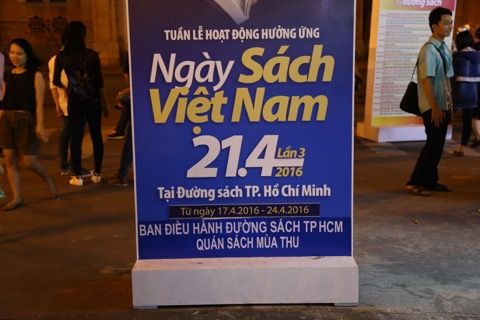 TUẦN LỄ HOẠT ĐỘNG HƯỞNG ỨNG
Ngày Sách
Việt Nam
21.4 Lần 3
2016
Tại Đường sách TP. Hồ Chí Minh
Từ ngày 17.4.2016 - 24.4.2016
BAN ĐIỀU HÀNH ĐƯỜNG SÁCH TP HCM
QUÁN SÁCH MÙA THU